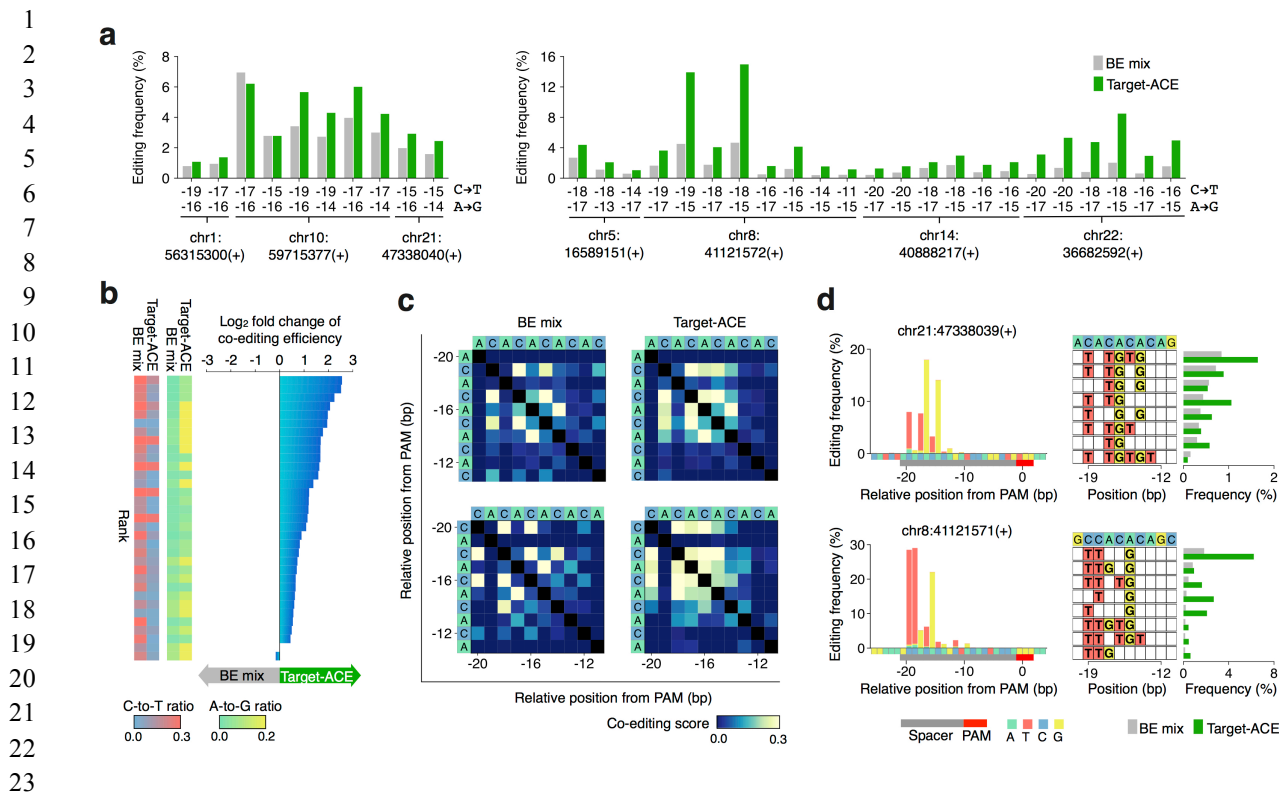 1
2
3
4
5
6
7
8
9
10
11
12
13
14
15
16
17
18
19
20
21
22
23
a
Editing frequency (%)
8
6
4
2
0
-19 -17 -17 -15 -19 -19 -17 -17 -15 -15 C→T
-16 -16 -16 -16 -16 -14 -16 -14 -16 -14 A→G
chr1:
56315300(+)
chr10:
59715377(+)
chr21:
47338040(+)
Editing frequency (%)
16
12
8
4
0
BE mix
Target-ACE
-18 -18 -14 -19 -19 -18 -18 -16 -16 -14 -11 -20 -20 -18 -18 -16 -16 -20 -20 -18 -18 -16 -16 C→T
-17 -13 -17 -17 -15 -17 -15 -17 -15 -15 -15 -17 -15 -17 -15 -17 -15 -17 -15 -17 -15 -17 -15 A→G
chr5:
16589151(+)
chr8:
41121572(+)
chr14:
40888217(+)
chr22:
36682592(+)
b
Target-ACE
BE mix
Target-ACE
BE mix
Log2 fold change of
co-editing efficiency
-3 -2 -1 0 1 2 3
Rank
BE mix
Target-ACE
C-to-T ratio
0.0 0.3
A-to-G ratio
0.0 0.2
c
BE mix
Target-ACE
A C A C A C A C A C
A C A C A C A C A C
-20
-16
-12
A
C
A
C
A
C
A
C
A
C
A
C
A
C
A
C
A
C
A
C
C A C A C A C A C A
C A C A C A C A C A
-20
-16
-12
C
A
C
A
C
A
C
A
C
A
C
A
C
A
C
A
C
A
C
A
-20 -16 -12
-20 -16 -12
Relative position from PAM (bp)
Relative position from PAM (bp)
Co-editing score
0.0 0.3
d
chr21:47338039(+)
Editing frequency (%)
20
10
0
-20 -10 0
Relative position from PAM (bp)
A C A C A C A C A G
T T G T G
T T G G
T G G
T T G
T T G G
T G T
T G
T T G T G T
-19 -12
Position (bp)
0 1 2
Frequency (%)
chr8:41121571(+)
Editing frequency (%)
30
20
10
0
-20 -10 0
Relative position from PAM (bp)
G C C A C A C A G C
T T G
T T G G
T T T G
T G
T G
T T G T G
T T T G T
T T G
-19 -12
Position (bp)
0 4 8
Frequency (%)
Spacer PAM
A T C G
BE mix
Target-ACE